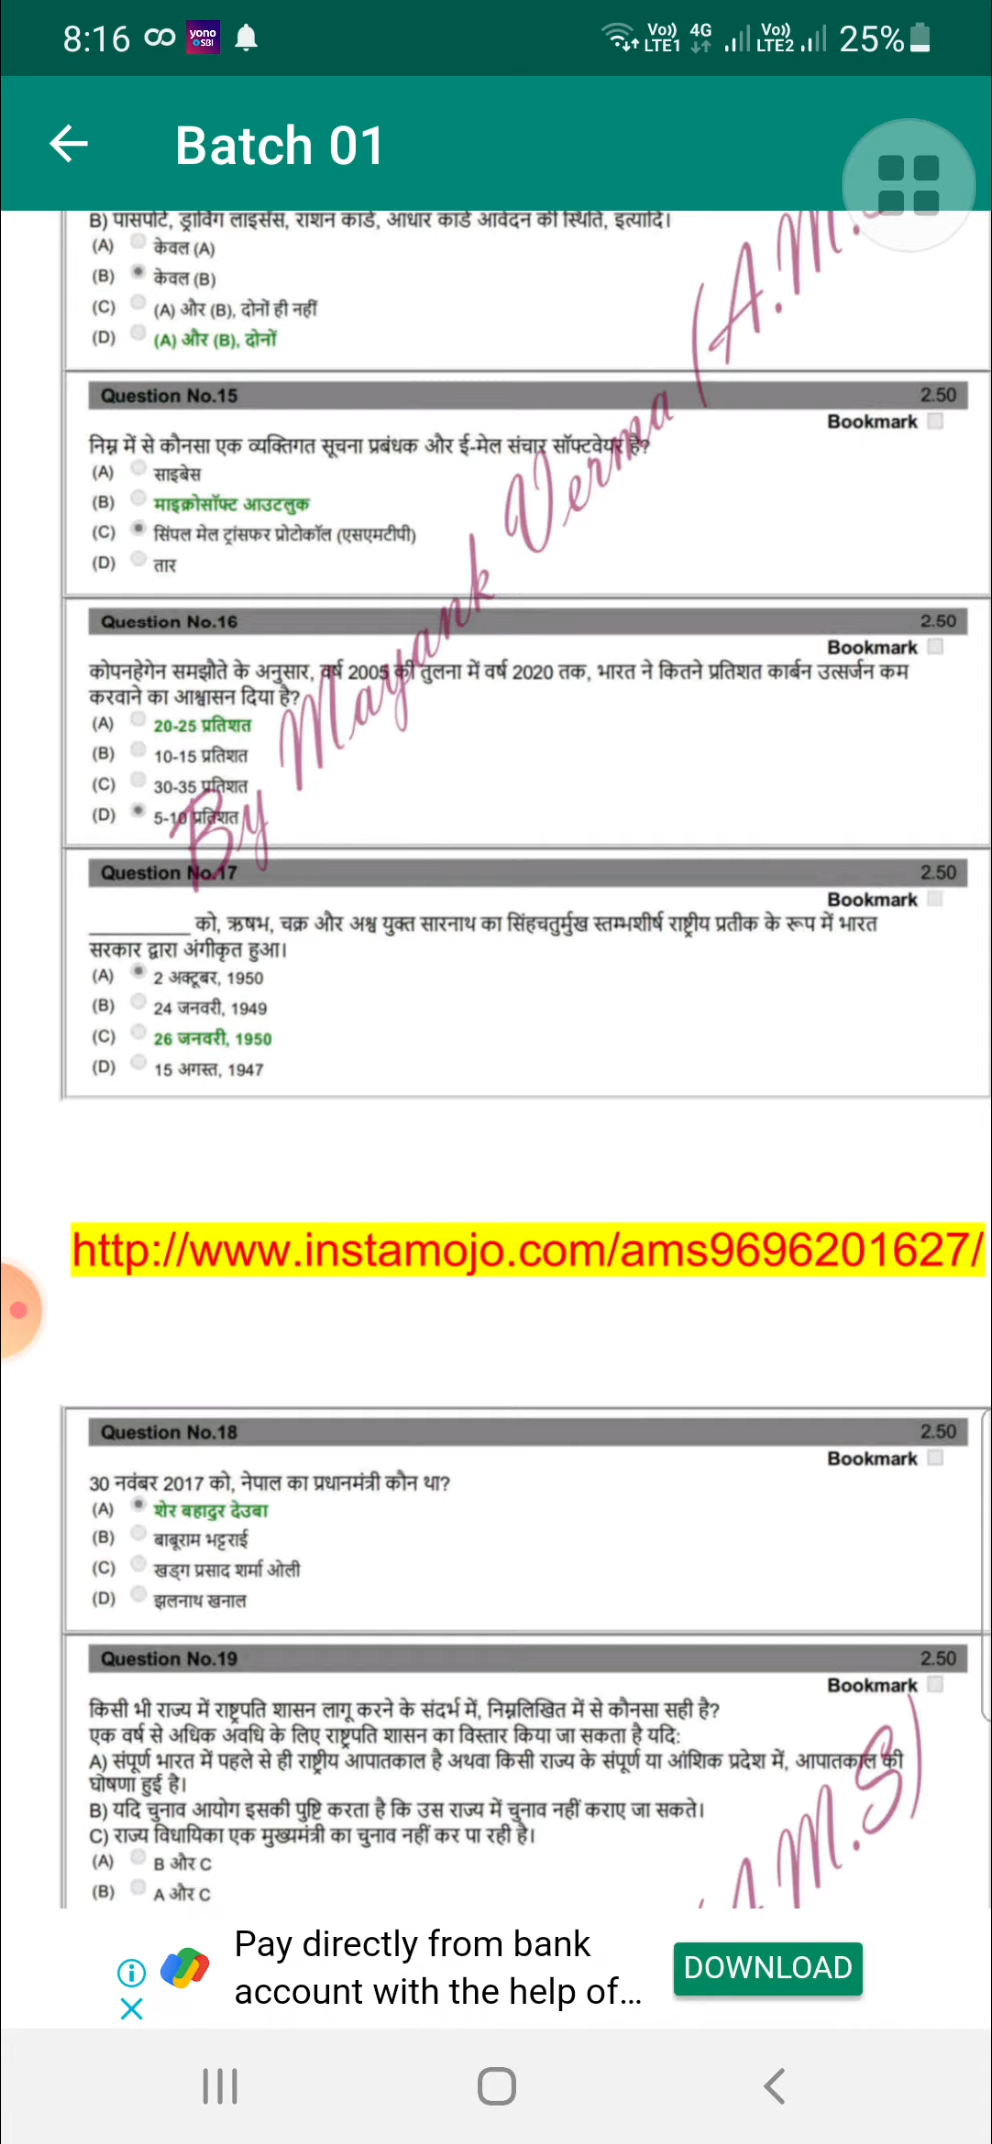 8:16 yono SBI Vo)) LTE1 4G Vo)) LTE2 25%
Batch 01
B) पासपोर्ट, ड्राइविंग लाइसेंस, राशन कार्ड, आधार कार्ड आवेदन की स्थिति, इत्यादि।
(A) केवल (A)
(B) केवल (B)
(C) (A) और (B), दोनों ही नहीं
(D) (A) और (B), दोनों
Question No.15 2.50
Bookmark
निम्न में से कौनसा एक व्यक्तिगत सूचना प्रबंधक और ई-मेल संचार सॉफ्टवेयर है?
(A) साइबेस
(B) माइक्रोसॉफ्ट आउटलुक
(C) सिंपल मेल ट्रांसफर प्रोटोकॉल (एसएमटीपी)
(D) तार
Question No.16 2.50
Bookmark
कोपनहेगेन समझौते के अनुसार, वर्ष 2005 की तुलना में वर्ष 2020 तक, भारत ने कितने प्रतिशत कार्बन उत्सर्जन कम
करवाने का आश्वासन दिया है?
(A) 20-25 प्रतिशत
(B) 10-15 प्रतिशत
(C) 30-35 प्रतिशत
(D) 5-10 प्रतिशत
By Mayank Verma (A.M.
Question No.17 2.50
Bookmark
__________ को, ऋषभ, चक्र और अश्व युक्त सारनाथ का सिंहचतुर्मुख स्तम्भशीर्ष राष्ट्रीय प्रतीक के रूप में भारत
सरकार द्वारा अंगीकृत हुआ।
(A) 2 अक्टूबर, 1950
(B) 24 जनवरी, 1949
(C) 26 जनवरी, 1950
(D) 15 अगस्त, 1947
http://www.instamojo.com/ams9696201627/
Question No.18 2.50
Bookmark
30 नवंबर 2017 को, नेपाल का प्रधानमंत्री कौन था?
(A) शेर बहादुर देउबा
(B) बाबूराम भट्टराई
(C) खड्ग प्रसाद शर्मा ओली
(D) झलनाथ खनाल
Question No.19 2.50
Bookmark
किसी भी राज्य में राष्ट्रपति शासन लागू करने के संदर्भ में, निम्नलिखित में से कौनसा सही है?
एक वर्ष से अधिक अवधि के लिए राष्ट्रपति शासन का विस्तार किया जा सकता है यदि:
A) संपूर्ण भारत में पहले से ही राष्ट्रीय आपातकाल है अथवा किसी राज्य के संपूर्ण या आंशिक प्रदेश में, आपातकाल की
घोषणा हुई है।
B) यदि चुनाव आयोग इसकी पुष्टि करता है कि उस राज्य में चुनाव नहीं कराए जा सकते।
C) राज्य विधायिका एक मुख्यमंत्री का चुनाव नहीं कर पा रही है।
(A) B और C
(B) A और C
A.M.S)
Pay directly from bank
account with the help of...
DOWNLOAD